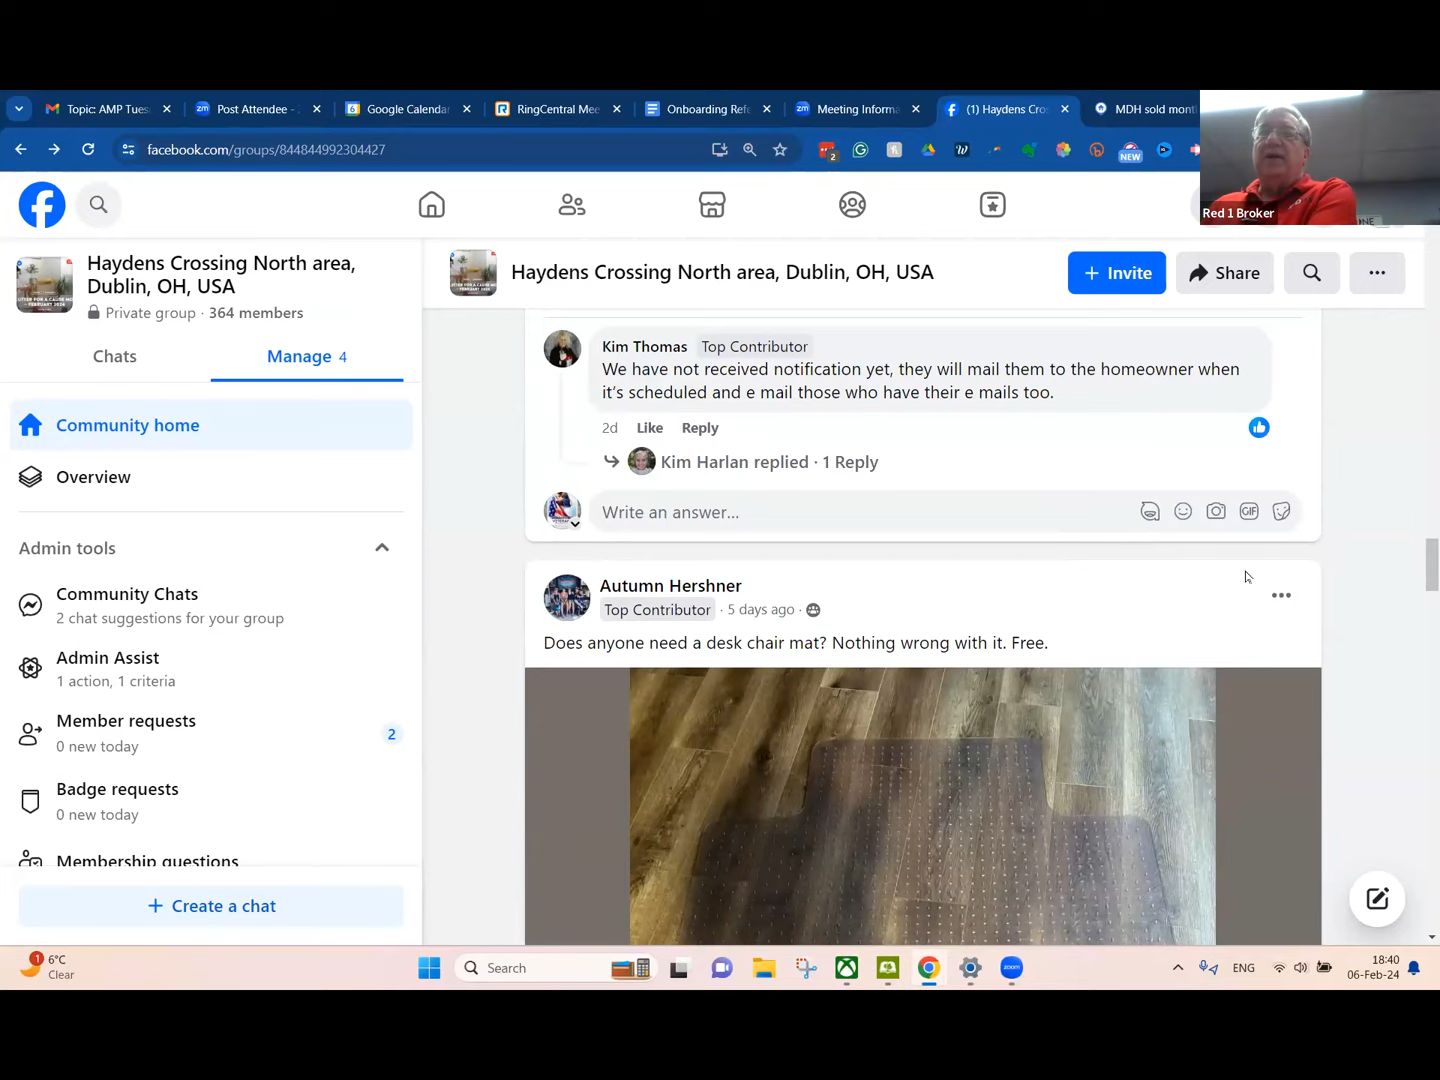 Topic: AMP Tues
Post Attendee -
Google Calenda
RingCentral Mee
Onboarding Refe
Meeting Informa
(1) Haydens Cro
MDH sold mont
facebook.com/groups/844844992304427
2
NEW
Red 1 Broker
Haydens Crossing North area,
Dublin, OH, USA
Private group · 364 members
Chats
Manage 4
Community home
Overview
Admin tools
Community Chats
2 chat suggestions for your group
Admin Assist
1 action, 1 criteria
Member requests
0 new today
2
Badge requests
0 new today
Membership questions
+ Create a chat
Haydens Crossing North area, Dublin, OH, USA
+ Invite
Share
Kim Thomas Top Contributor
We have not received notification yet, they will mail them to the homeowner when
it's scheduled and e mail those who have their e mails too.
2d Like Reply
Kim Harlan replied · 1 Reply
Write an answer...
GIF
Autumn Hershner
Top Contributor · 5 days ago ·
Does anyone need a desk chair mat? Nothing wrong with it. Free.
1
6°C
Clear
Search
zoom
ENG
18:40
06-Feb-24